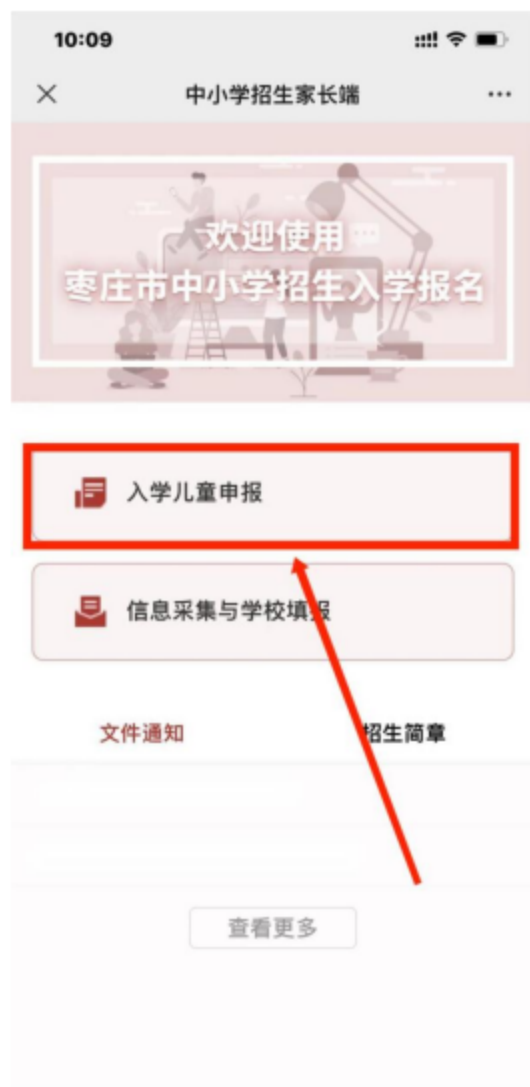 10:09
中小学招生家长端
欢迎使用
枣庄市中小学招生入学报名
入学儿童申报
信息采集与学校填报
文件通知
招生简章
查看更多